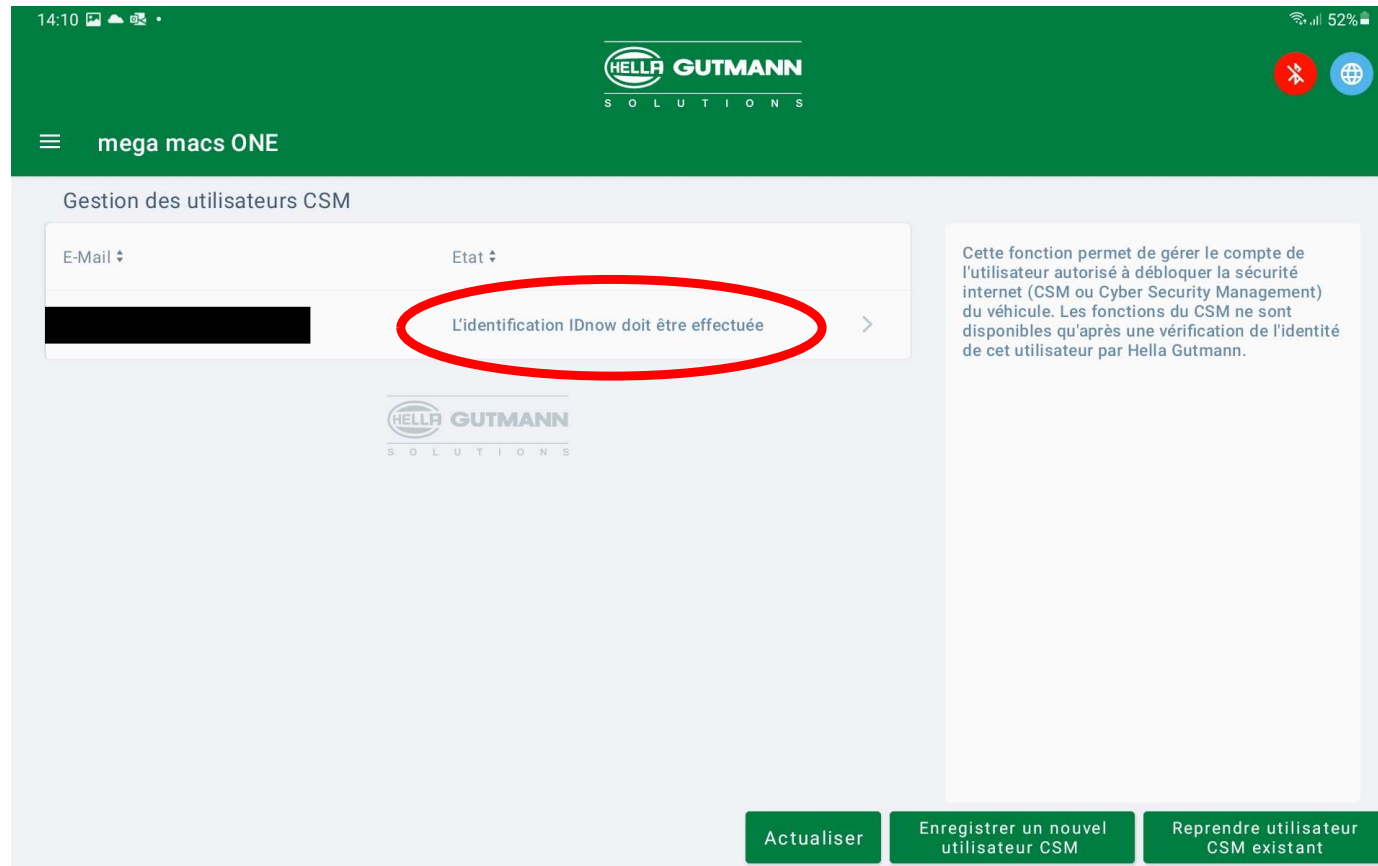 14:10
52%
HELLA GUTMANN
SOLUTIONS
mega macs ONE
Gestion des utilisateurs CSM
E-Mail
Etat
L'identification IDnow doit être effectuée
Cette fonction permet de gérer le compte de
l'utilisateur autorisé à débloquer la sécurité
internet (CSM ou Cyber Security Management)
du véhicule. Les fonctions du CSM ne sont
disponibles qu'après une vérification de l'identité
de cet utilisateur par Hella Gutmann.
HELLA GUTMANN
SOLUTIONS
Actualiser
Enregistrer un nouvel
utilisateur CSM
Reprendre utilisateur
CSM existant